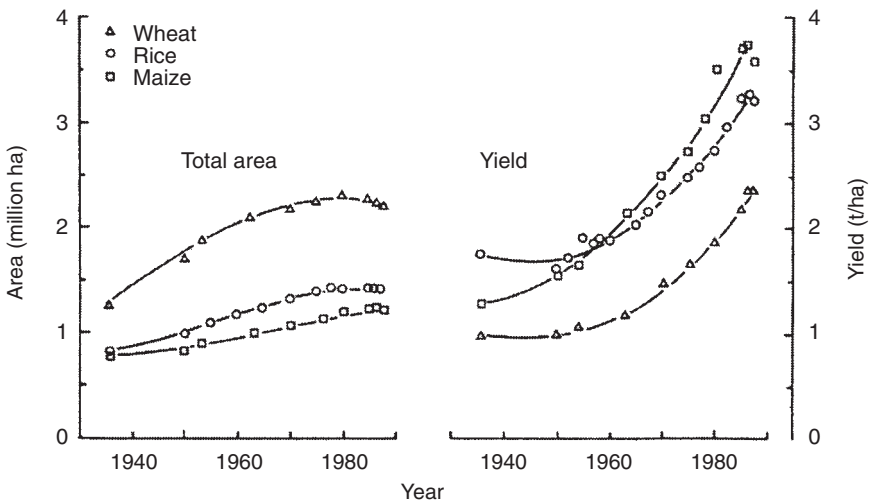 4
3
2
1
0
Area (million ha)
Wheat
Rice
Maize
Total area
Yield
1940 1960 1980
1940 1960 1980
Year
4
3
2
1
0
Yield (t/ha)